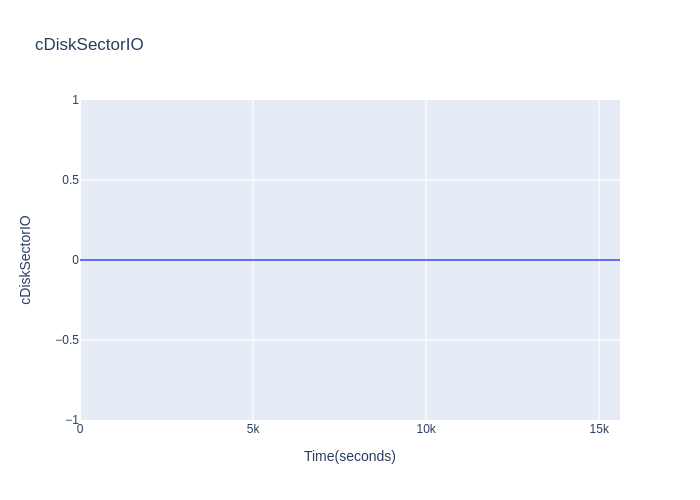 cDiskSectorIO
1
0.5
0
−0.5
−1
cDiskSectorIO
0 5k 10k 15k
Time(seconds)